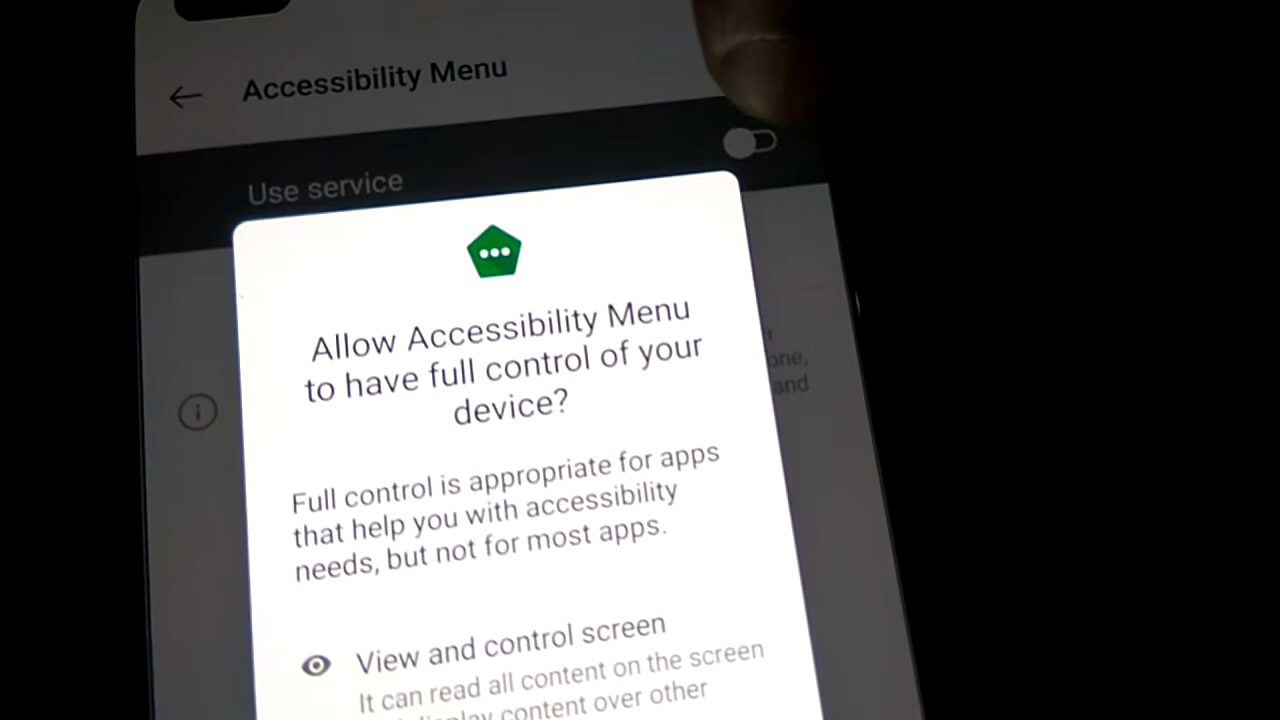 Accessibility Menu
Use service
Allow Accessibility Menu
to have full control of your
device?
one,
and
Full control is appropriate for apps
that help you with accessibility
needs, but not for most apps.
View and control screen
It can read all content on the screen
display content over other